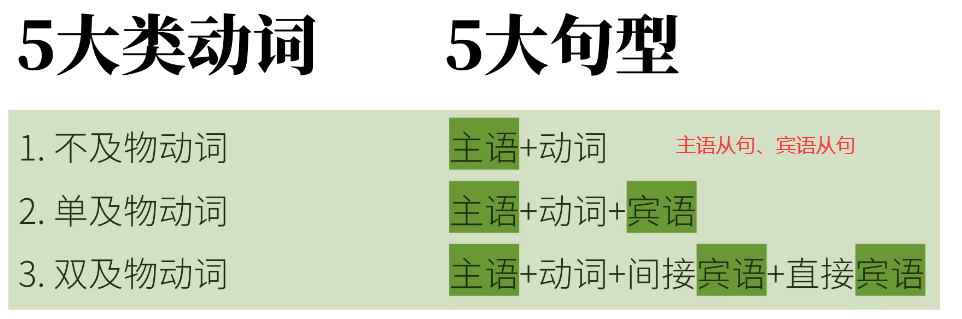 5大类动词 5大句型
1. 不及物动词 主语+动词 主语从句、宾语从句
2. 单及物动词 主语+动词+宾语
3. 双及物动词 主语+动词+间接宾语+直接宾语